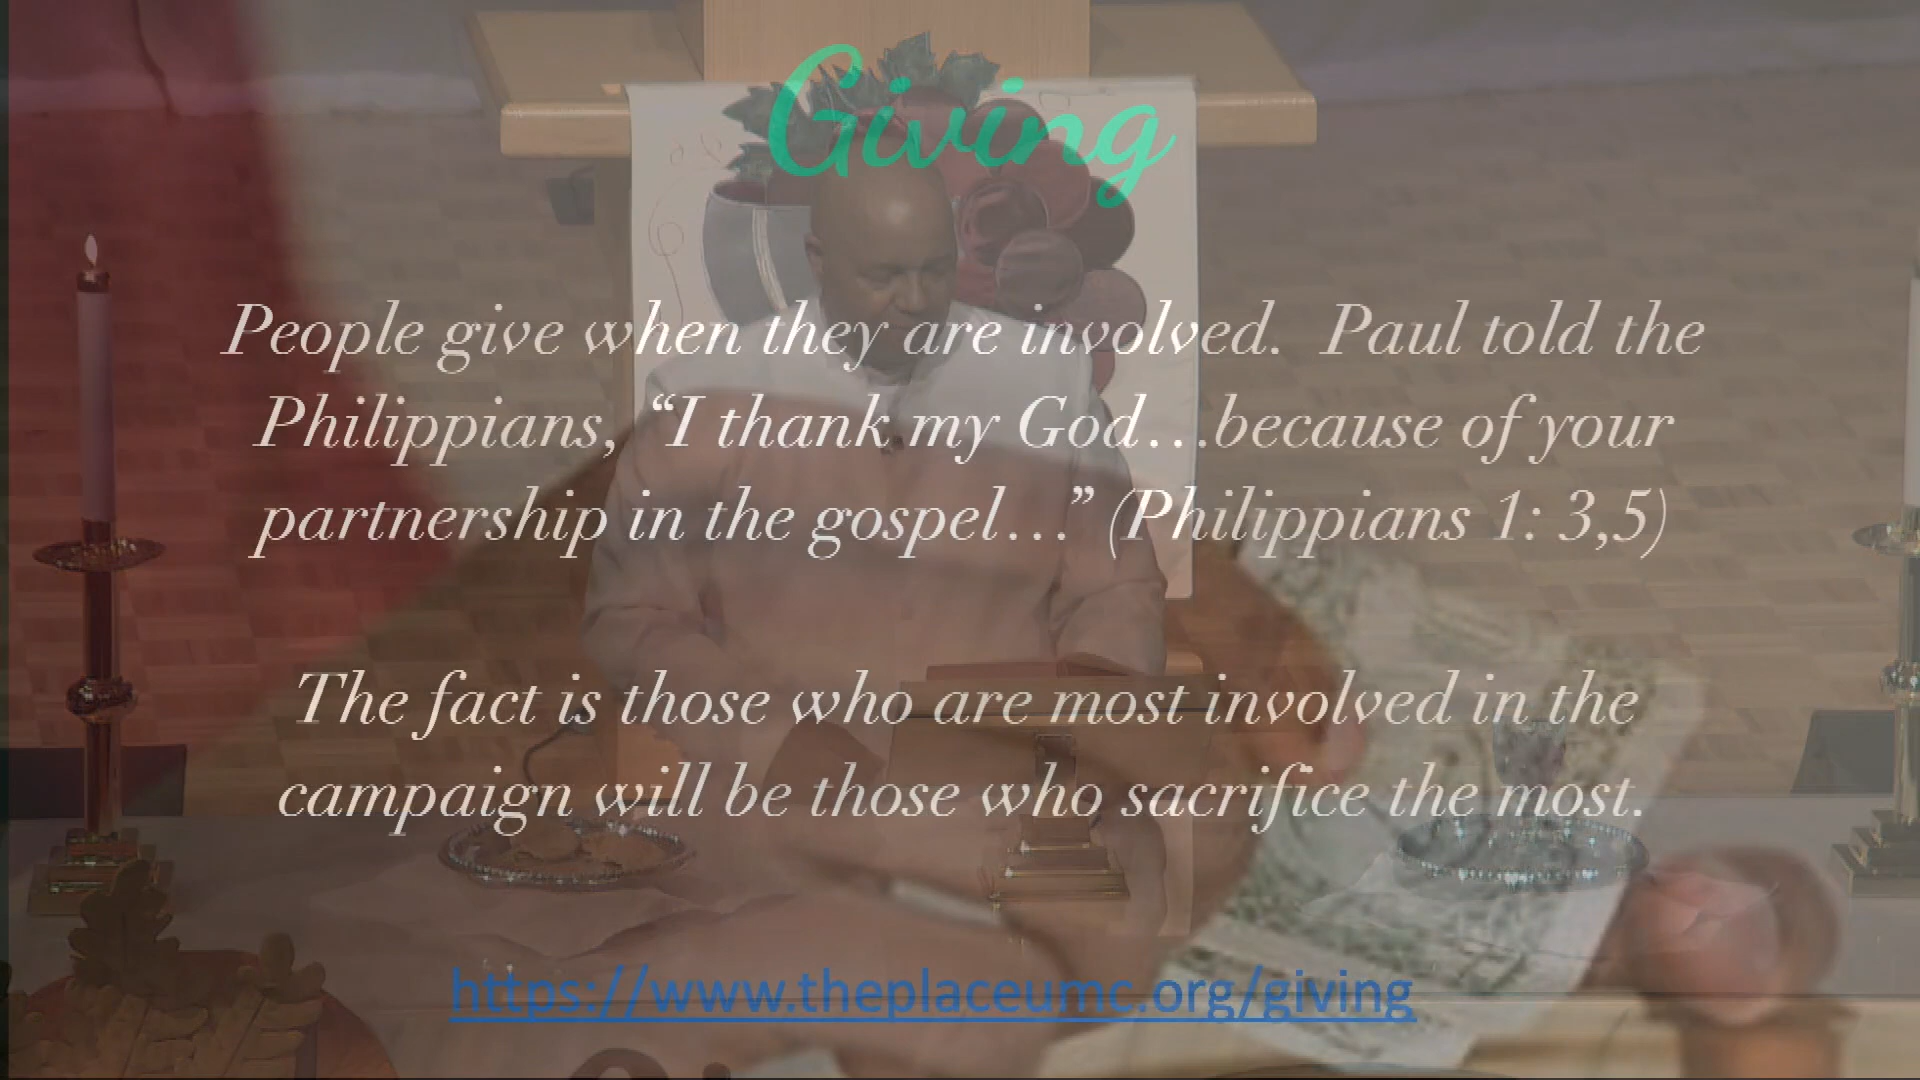 Giving
People give when they are involved. Paul told the
Philippians, “I thank my God…because of your
partnership in the gospel…” (Philippians 1: 3,5)
The fact is those who are most involved in the
campaign will be those who sacrifice the most.
https://www.theplaceumc.org/giving